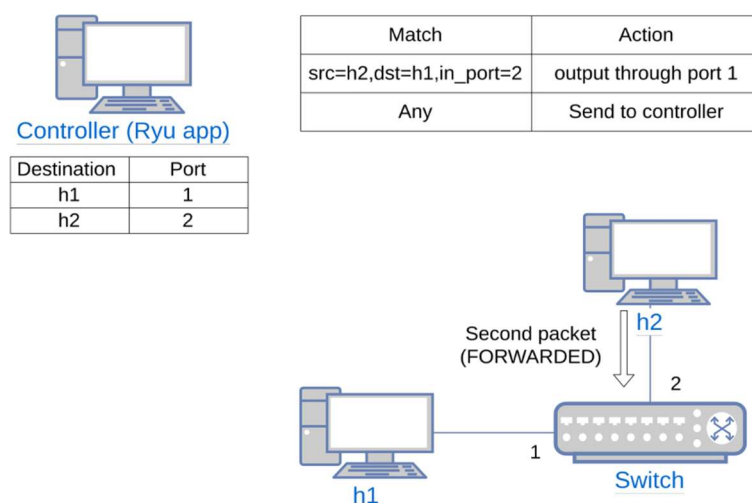 Match Action
src=h2,dst=h1,in_port=2 output through port 1
Any Send to controller
Controller (Ryu app)
Destination Port
h1 1
h2 2
h2
Second packet
(FORWARDED)
2
1
Switch
h1